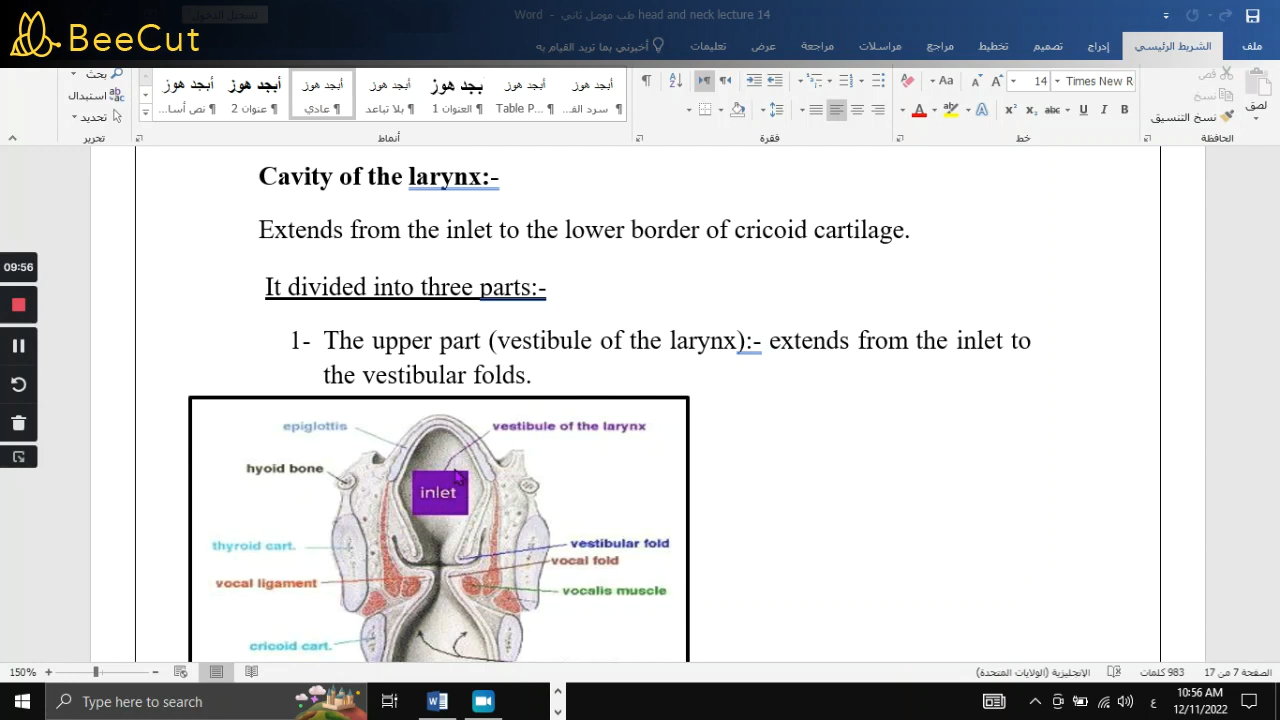 BeeCut
تسجيل الدخول
Word - طب موصل ثاني head and neck lecture 14
ملف
الشريط الرئيسي
إدراج
تصميم
تخطيط
مراجع
مراسلات
مراجعة
عرض
تعليمات
أخبرني بما تريد القيام به
لصق
قص
نسخ
نسخ التنسيق
الحافظة
Times New R
14
Aa
B
I
U
abc
خط
فقرة
أبجد هوز
سرد الف...
أبجد هوز
Table P...
بجد هوز
العنوان 1
أبجد هوز
بلا تباعد
أبجد هوز
عادي
أبجد هوز
عنوان 2
أبجد هوز
نص أسا...
أنماط
بحث
استبدال
تحديد
تحرير
Cavity of the larynx:-
Extends from the inlet to the lower border of cricoid cartilage.
It divided into three parts:-
1- The upper part (vestibule of the larynx):- extends from the inlet to
the vestibular folds.
epiglottis
vestibule of the larynx
hyoid bone
inlet
thyroid cart.
vestibular fold
vocal fold
vocal ligament
vocalis muscle
cricoid cart.
09:56
150%
الصفحة 7 من 17
983 كلمات
الإنجليزية (الولايات المتحدة)
Type here to search
ع
10:56 AM
12/11/2022